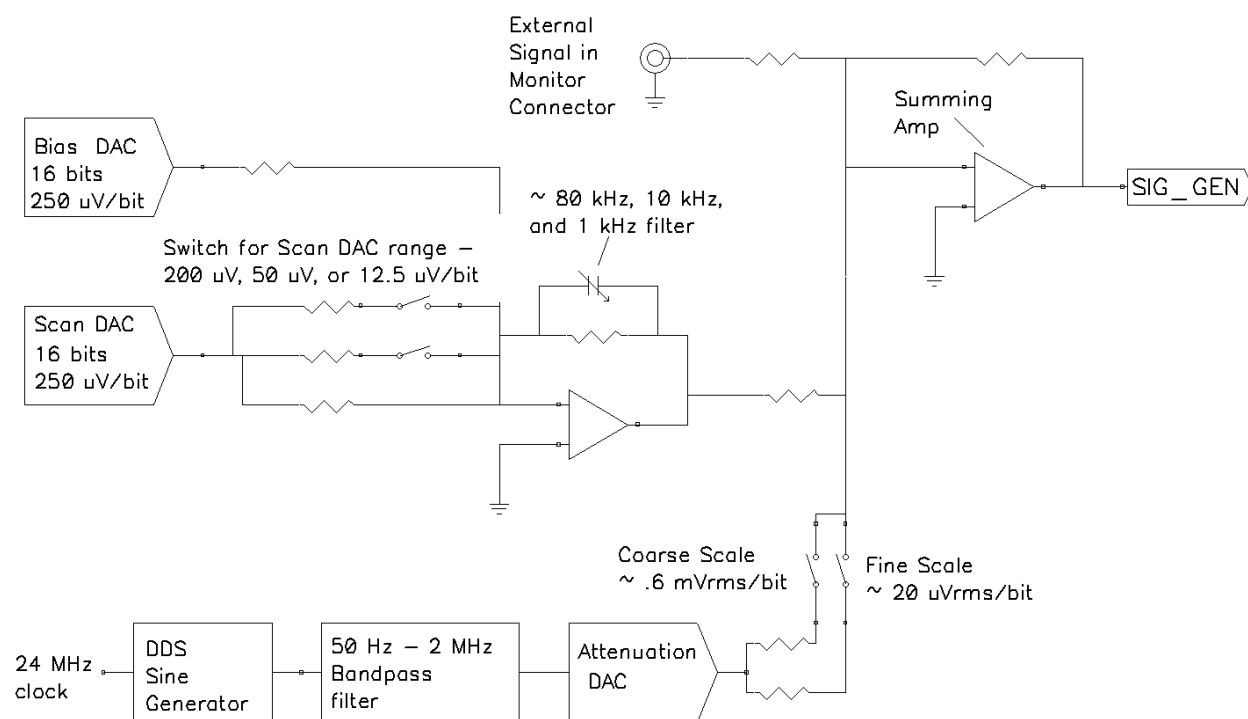 External
Signal in
Monitor
Connector
Summing
Amp
Bias DAC
16 bits
250 uV/bit
SIG_GEN
~ 80 kHz, 10 kHz,
and 1 kHz filter
Switch for Scan DAC range –
200 uV, 50 uV, or 12.5 uV/bit
Scan DAC
16 bits
250 uV/bit
Coarse Scale
~ .6 mVrms/bit
Fine Scale
~ 20 uVrms/bit
24 MHz
clock
DDS
Sine
Generator
50 Hz – 2 MHz
Bandpass
filter
Attenuation
DAC